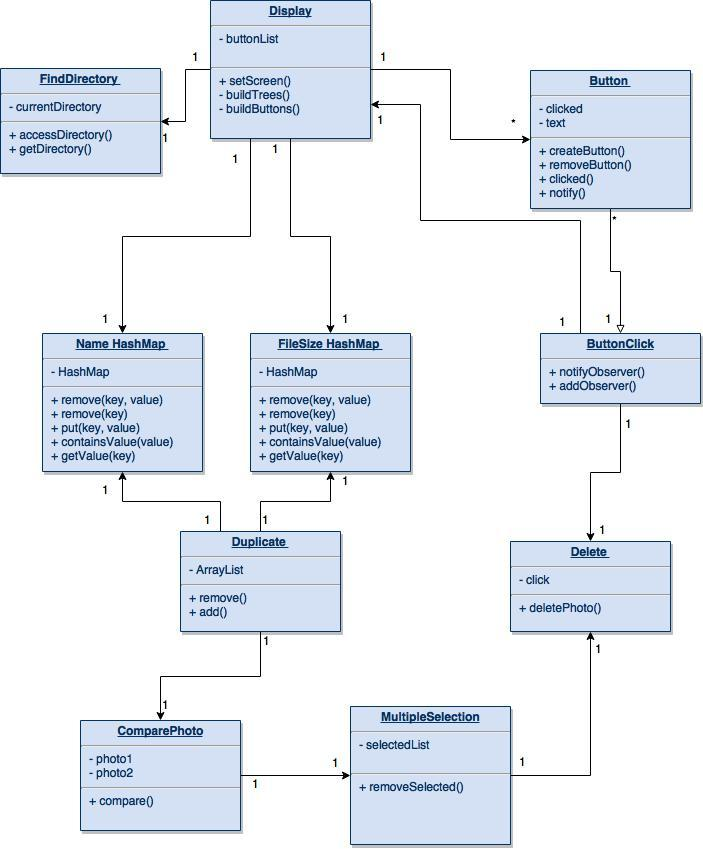 Display
- buttonList
+ setScreen()
- buildTrees()
- buildButtons()
1
1
1
1
1
1
*
FindDirectory
- currentDirectory
+ accessDirectory()
+ getDirectory()
Button
- clicked
- text
+ createButton()
+ removeButton()
+ clicked()
+ notify()
*
1
1
1
1
Name HashMap
- HashMap
+ remove(key, value)
+ remove(key)
+ put(key, value)
+ containsValue(value)
+ getValue(key)
1
1
FileSize HashMap
- HashMap
+ remove(key, value)
+ remove(key)
+ put(key, value)
+ containsValue(value)
+ getValue(key)
1
1
ButtonClick
+ notifyObserver()
+ addObserver()
1
1
Duplicate
- ArrayList
+ remove()
+ add()
1
1
Delete
- click
+ deletePhoto()
1
ComparePhoto
- photo1
- photo2
+ compare()
1
1
MultipleSelection
- selectedList
+ removeSelected()
1